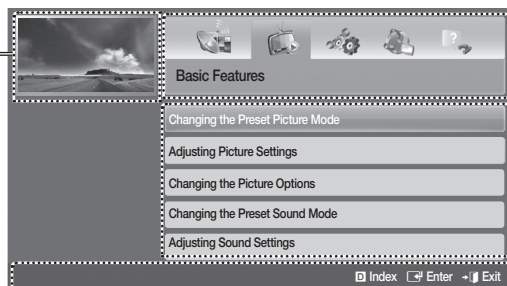 Basic Features
Changing the Preset Picture Mode
Adjusting Picture Settings
Changing the Picture Options
Changing the Preset Sound Mode
Adjusting Sound Settings
D Index Enter Exit